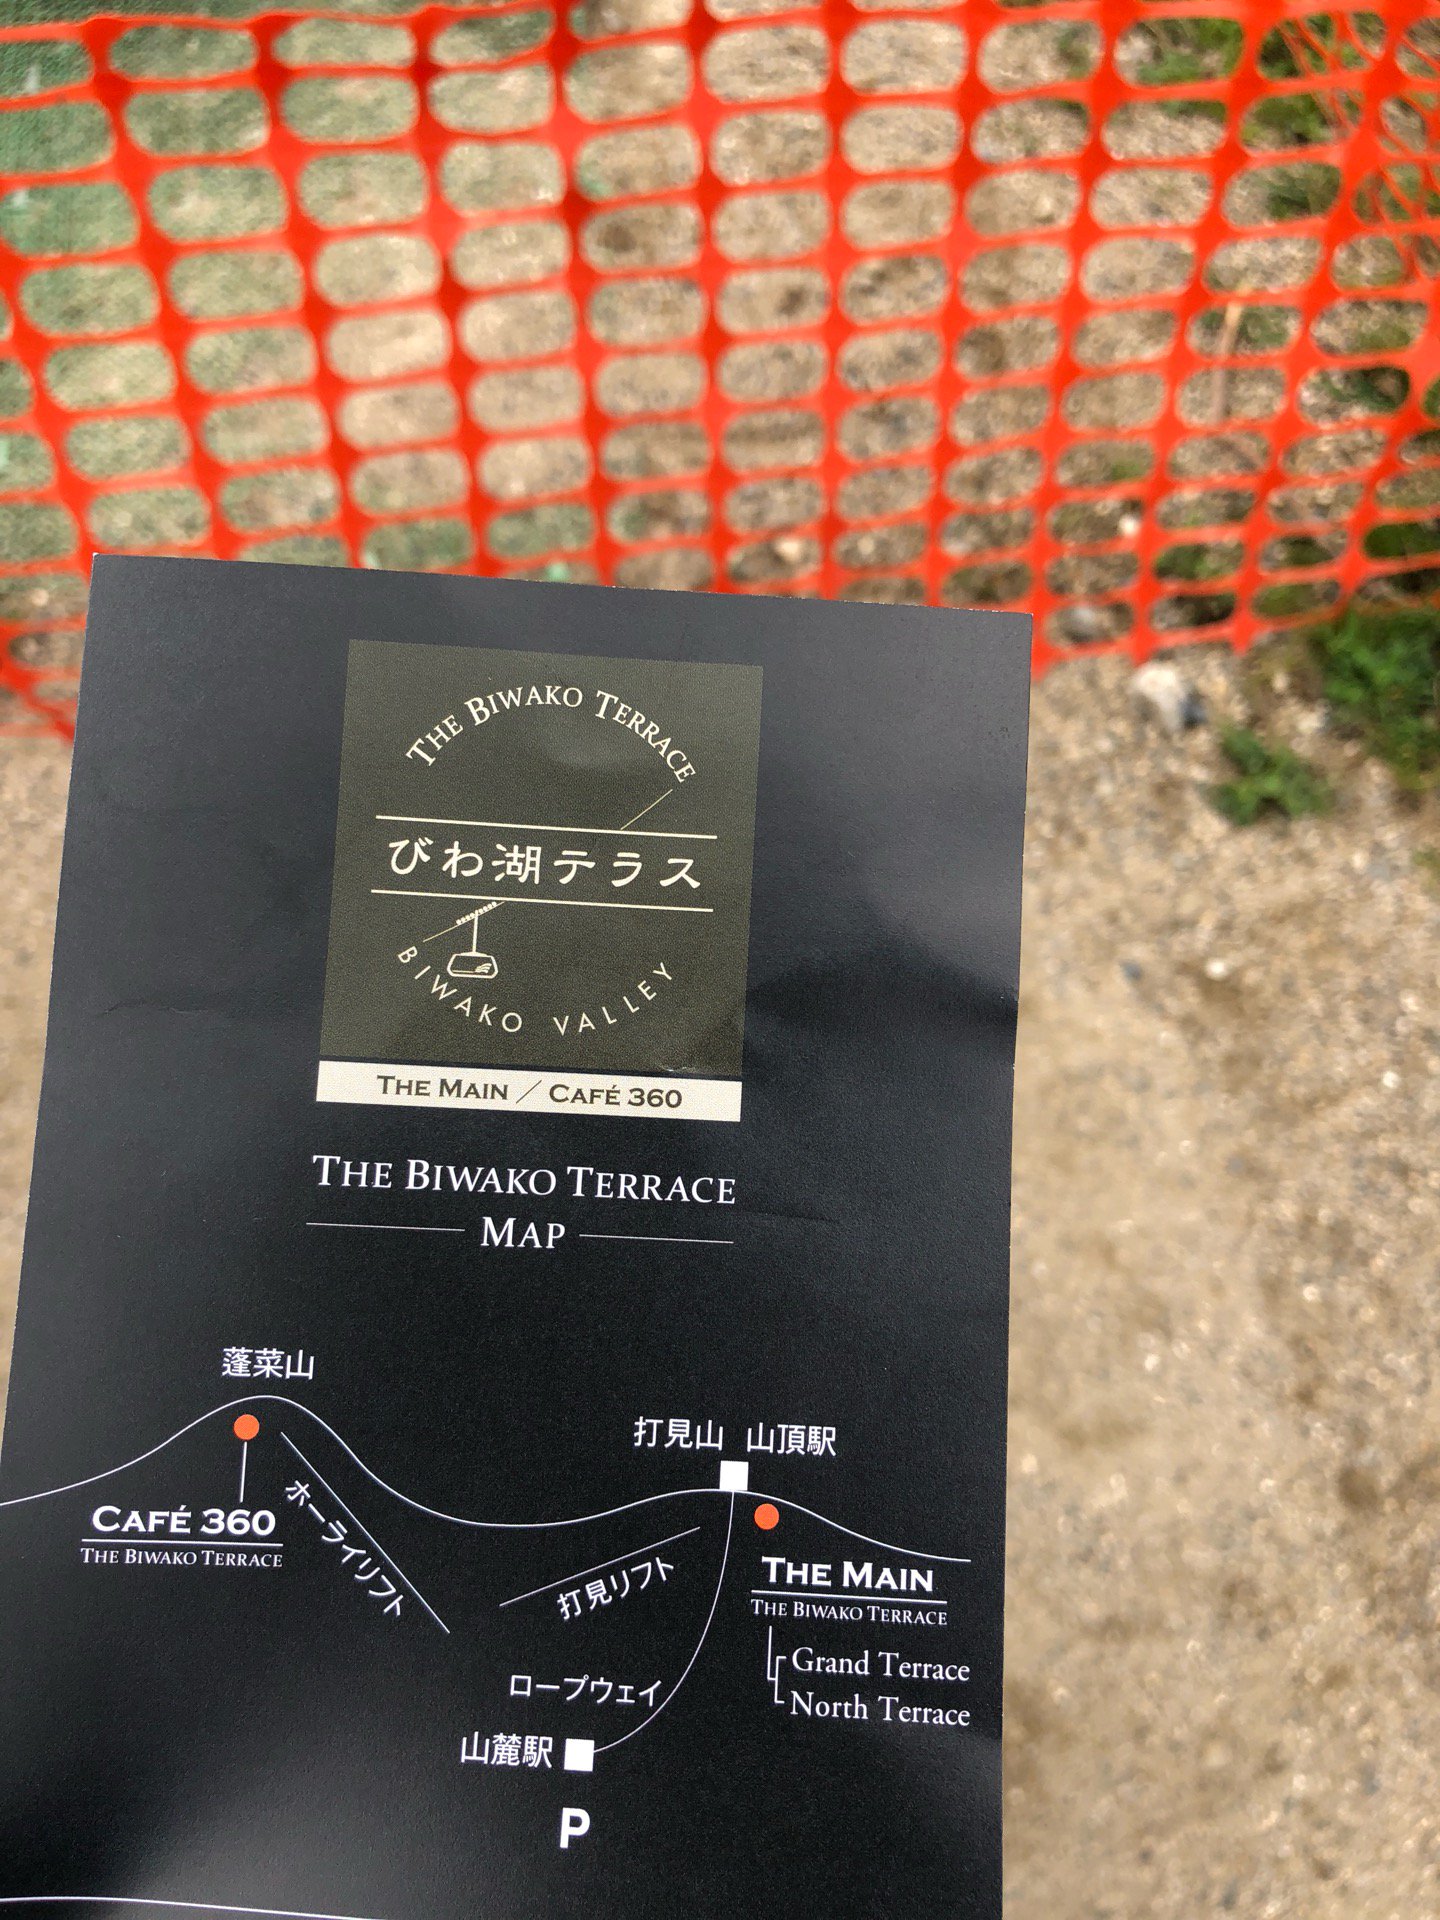 THE BIWAKO TERRACE
びわ湖テラス
BIWAKO VALLEY
THE MAIN ／ CAFÉ 360
THE BIWAKO TERRACE
MAP
蓬菜山
打見山 山頂駅
CAFÉ 360
THE BIWAKO TERRACE
ホーライリフト
打見リフト
THE MAIN
THE BIWAKO TERRACE
Grand Terrace
North Terrace
ロープウェイ
山麓駅
P